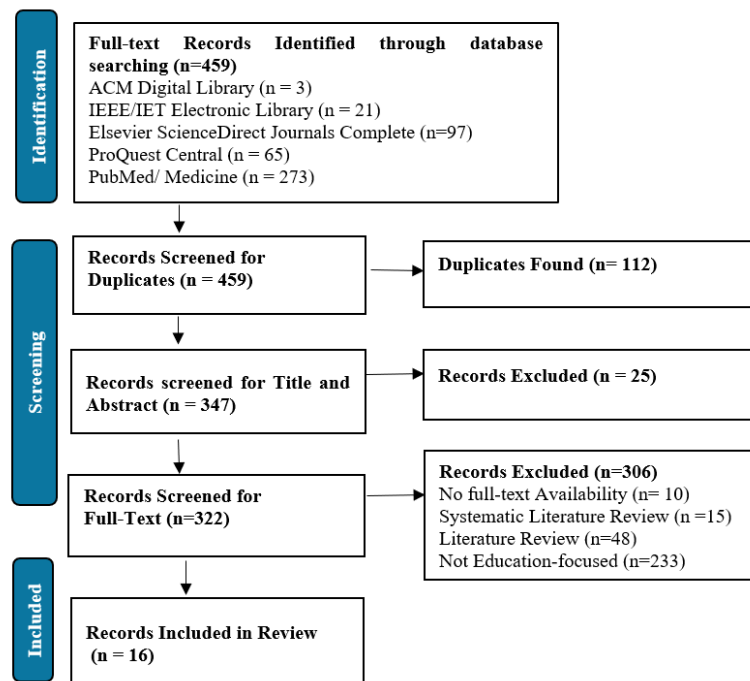 Identification
Full-text Records Identified through database
searching (n=459)
ACM Digital Library (n = 3)
IEEE/IET Electronic Library (n = 21)
Elsevier ScienceDirect Journals Complete (n=97)
ProQuest Central (n = 65)
PubMed/ Medicine (n = 273)
Screening
Records Screened for
Duplicates (n = 459)
Duplicates Found (n= 112)
Records screened for Title and
Abstract (n = 347)
Records Excluded (n = 25)
Records Screened for
Full-Text (n=322)
Records Excluded (n=306)
No full-text Availability (n= 10)
Systematic Literature Review (n =15)
Literature Review (n=48)
Not Education-focused (n=233)
Included
Records Included in Review
(n = 16)